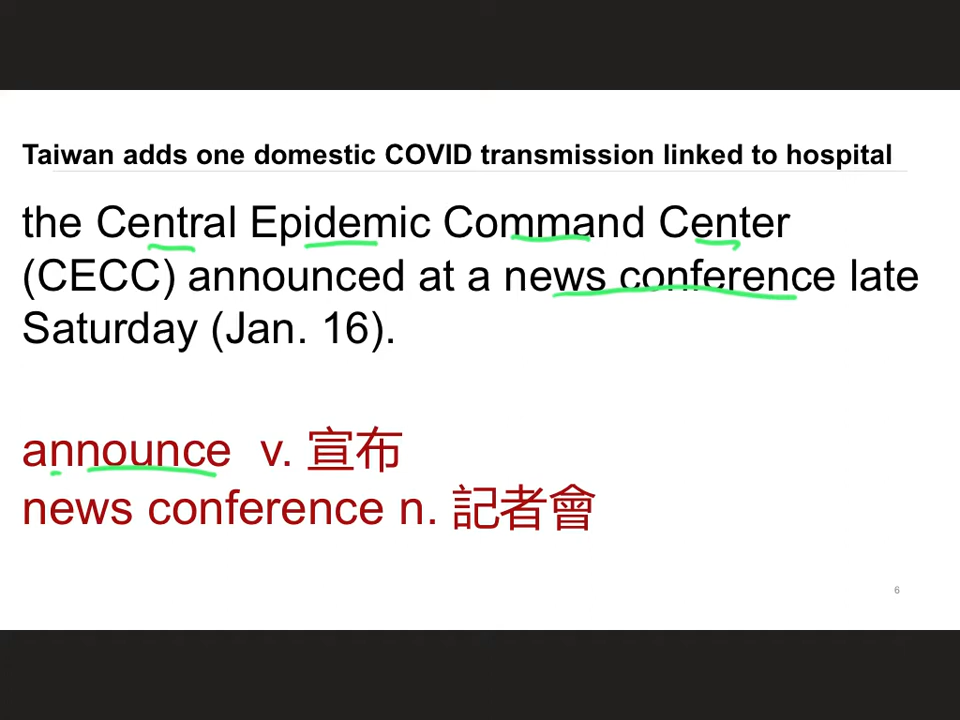 Taiwan adds one domestic COVID transmission linked to hospital
the Central Epidemic Command Center
(CECC) announced at a news conference late
Saturday (Jan. 16).
announce v. 宣布
news conference n. 記者會
6